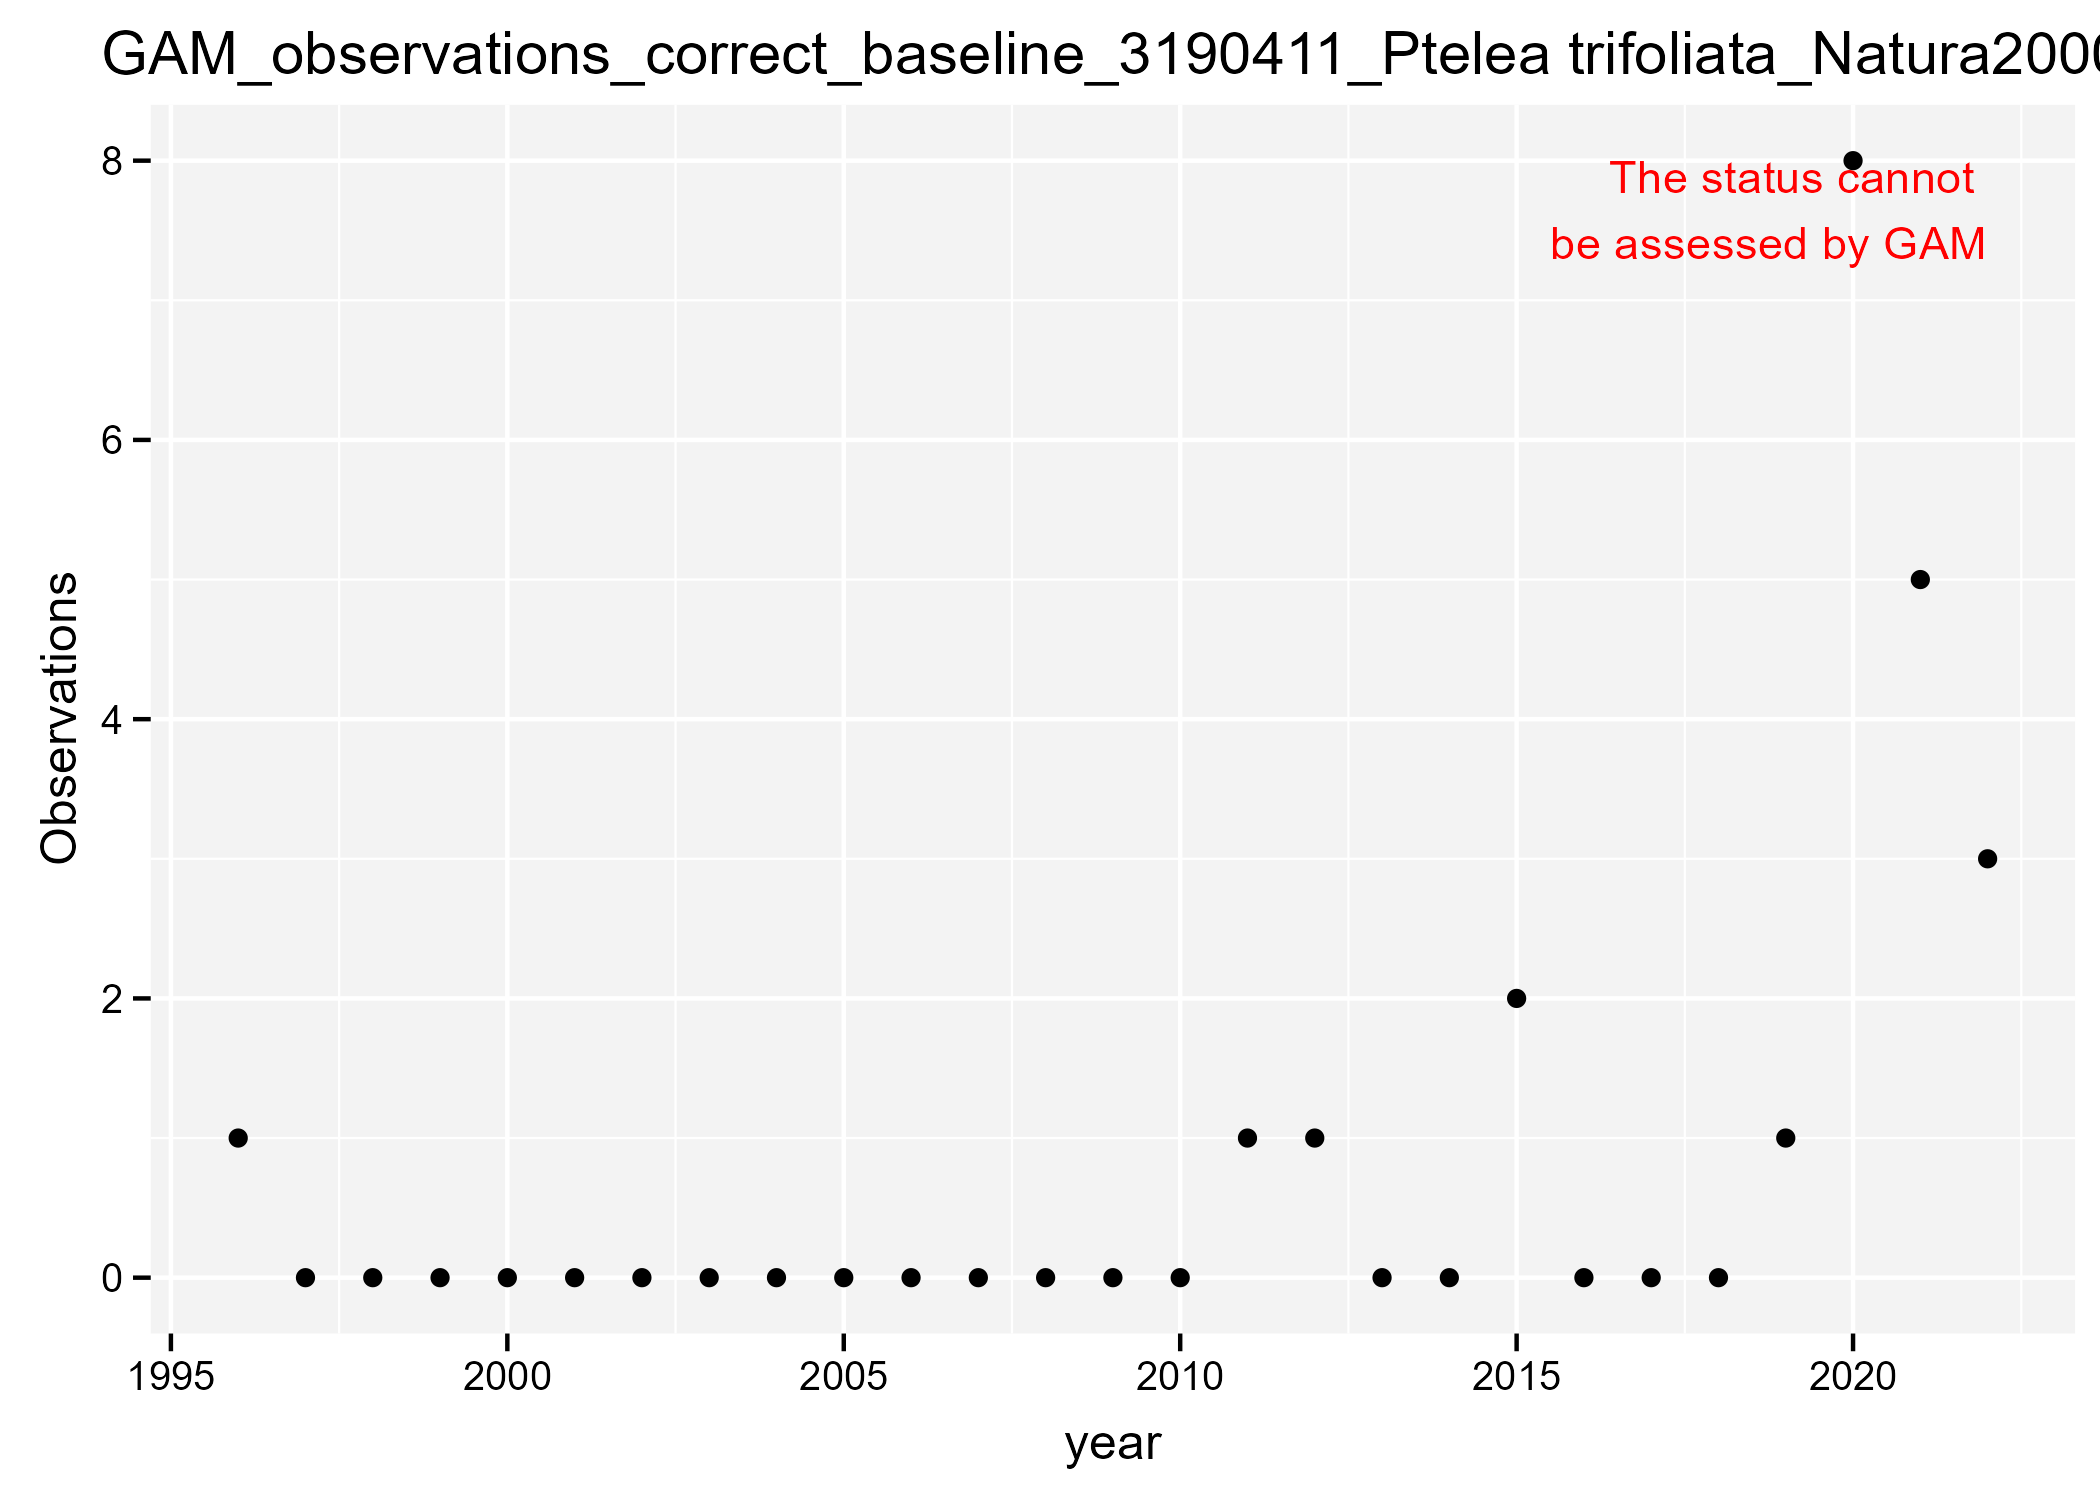 GAM_observations_correct_baseline_3190411_Ptelea trifoliata_Natura2000
8
The status cannot
be assessed by GAM
6
4
2
0
Observations
1995 2000 2005 2010 2015 2020
year